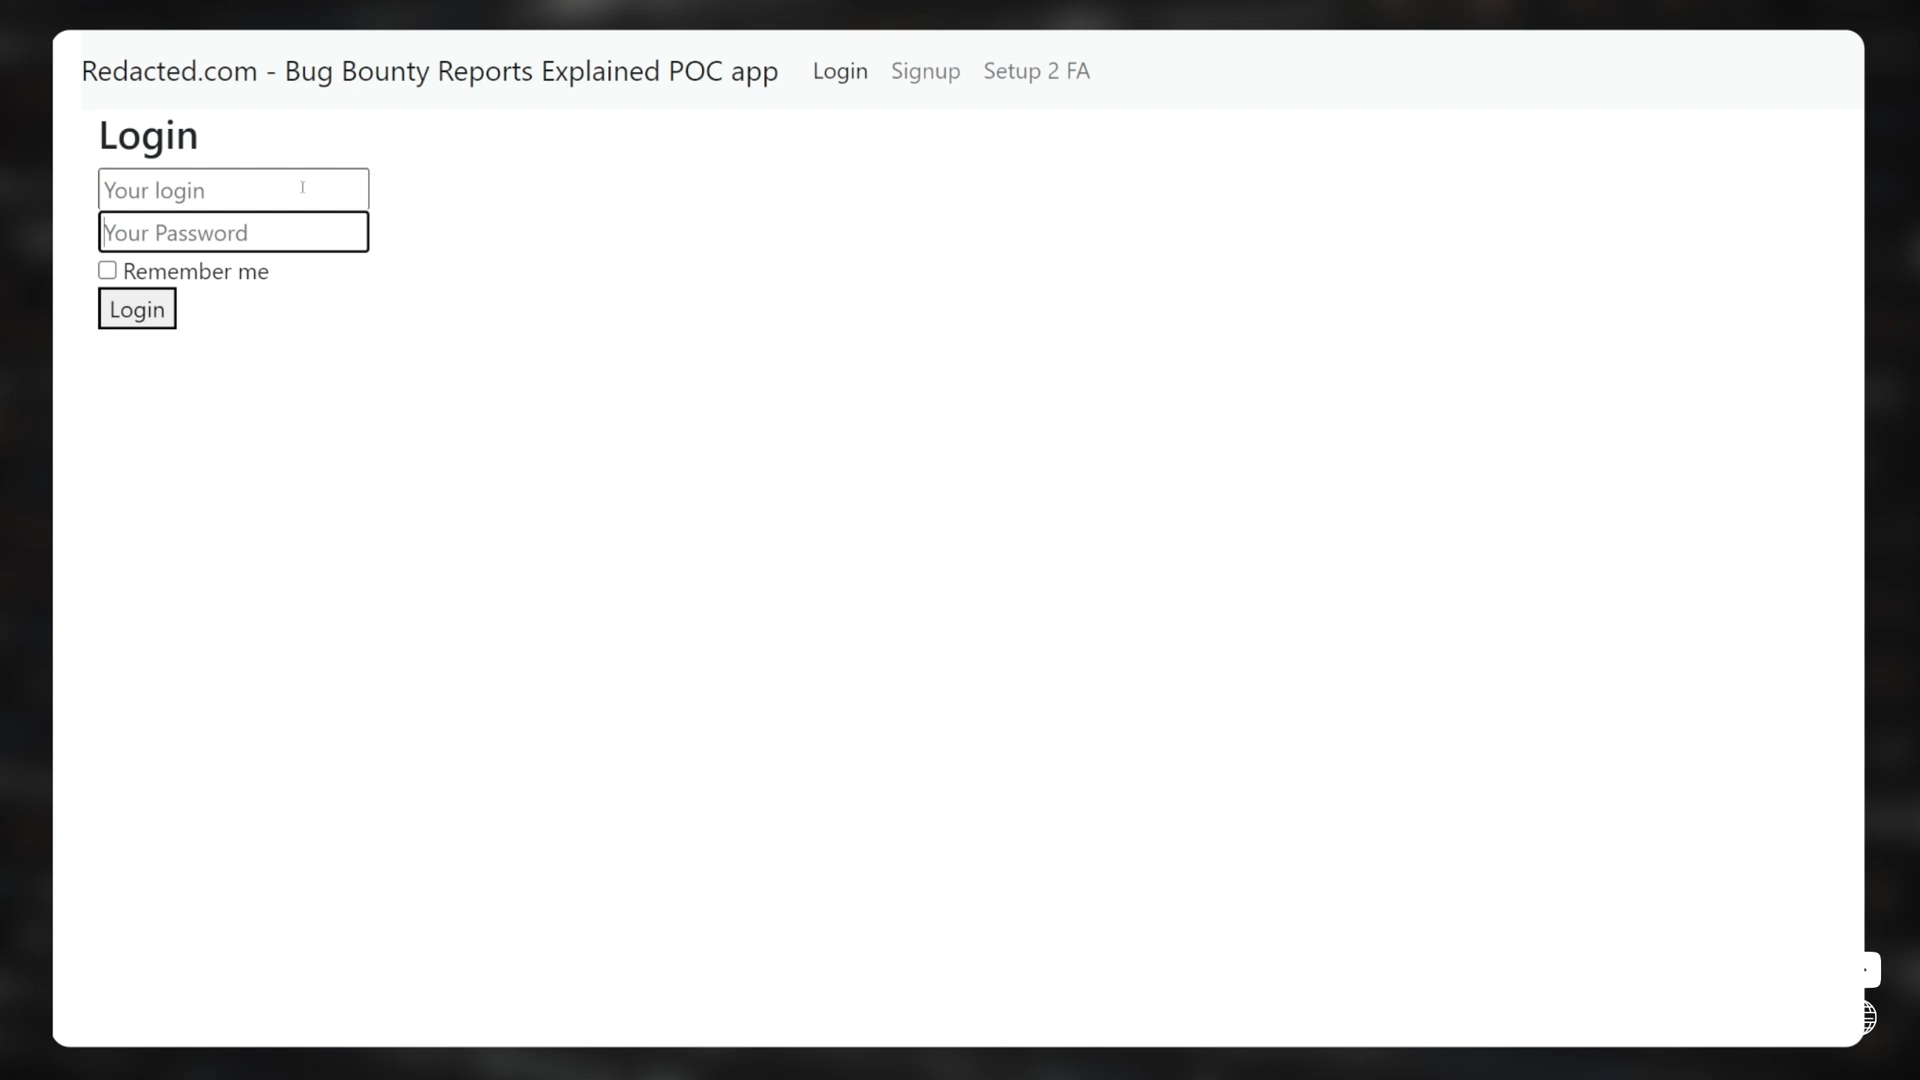 Redacted.com - Bug Bounty Reports Explained POC app Login Signup Setup 2 FA
Login
Your login
Your Password
Remember me
Login